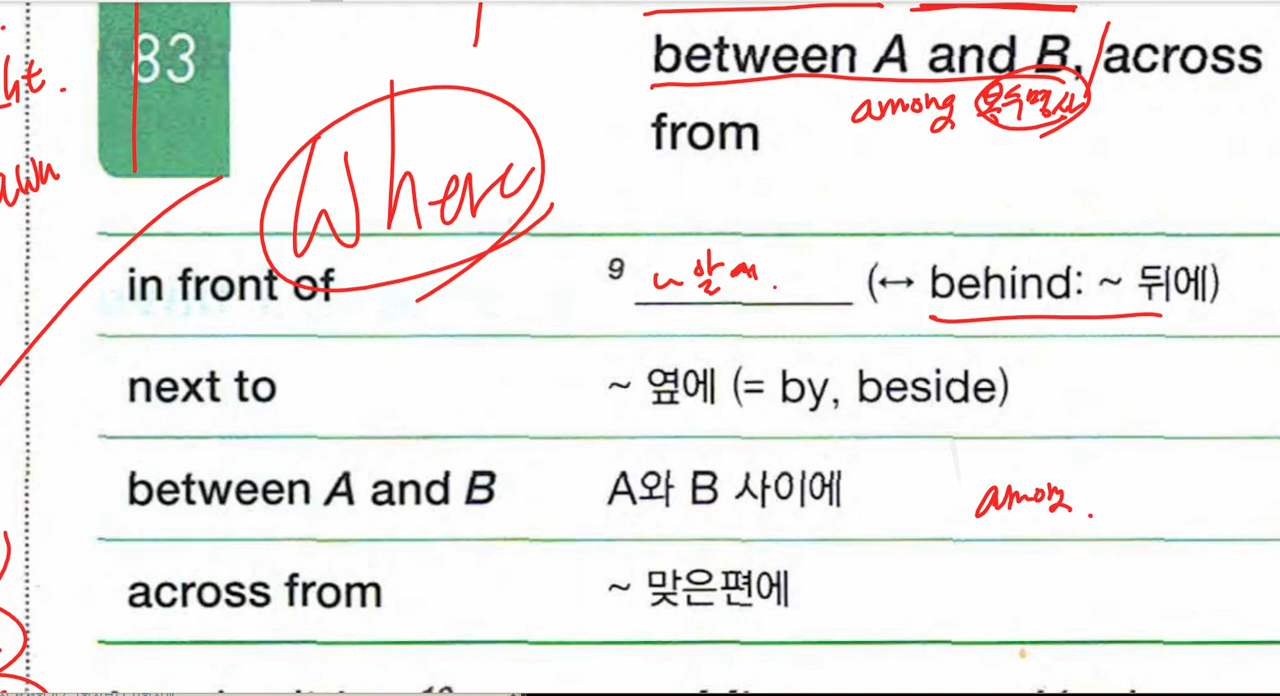 ht.
83
between A and B, across
among 복수명사
from
awn
Where
in front of 9 ~ 앞에. (↔ behind: ~ 뒤에)
next to ~ 옆에 (= by, beside)
between A and B A와 B 사이에 among.
across from ~ 맞은편에